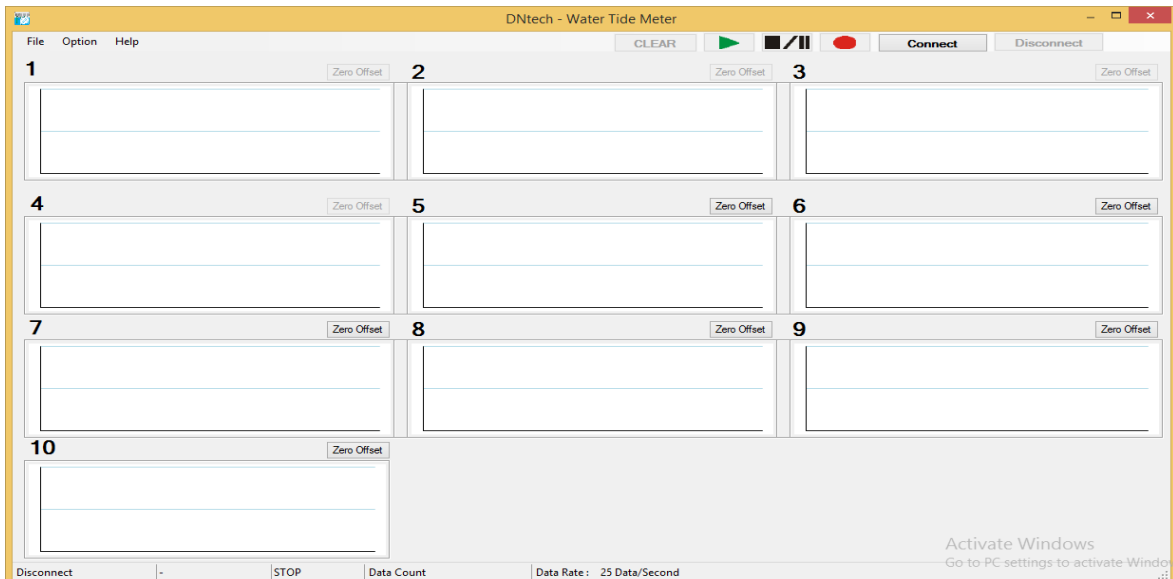 DNtech - Water Tide Meter
File Option Help CLEAR Connect Disconnect
1 Zero Offset 2 Zero Offset 3 Zero Offset
4 Zero Offset 5 Zero Offset 6 Zero Offset
7 Zero Offset 8 Zero Offset 9 Zero Offset
10 Zero Offset
Activate Windows
Go to PC settings to activate Windo
Disconnect - STOP Data Count Data Rate : 25 Data/Second